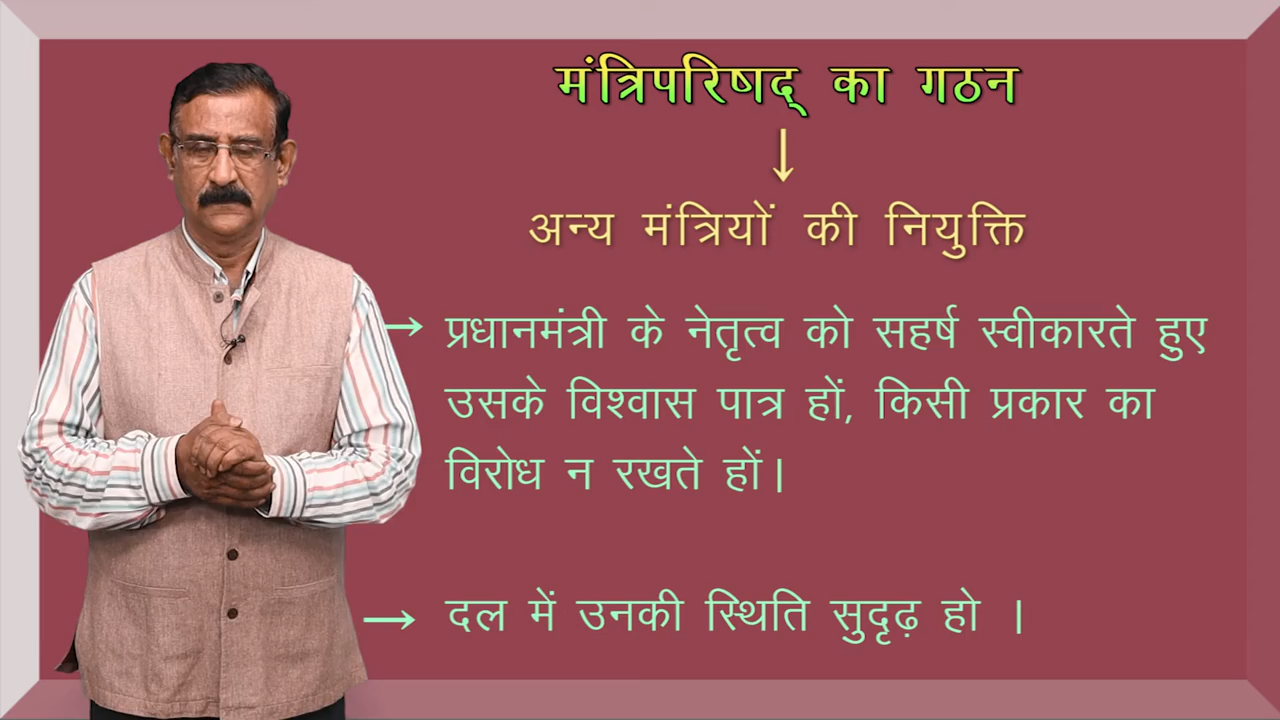 मंत्रिपरिषद् का गठन
↓
अन्य मंत्रियों की नियुक्ति
→ प्रधानमंत्री के नेतृत्व को सहर्ष स्वीकारते हुए
उसके विश्वास पात्र हों, किसी प्रकार का
विरोध न रखते हों।
→ दल में उनकी स्थिति सुदृढ़ हो ।